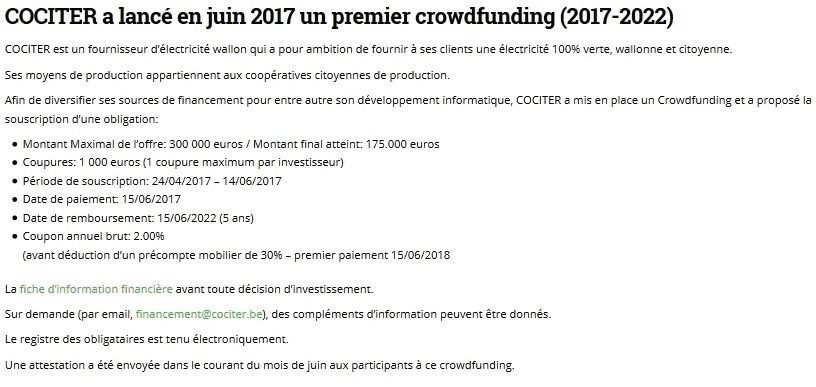 COCITER a lancé en juin 2017 un premier crowdfunding (2017-2022)
COCITER est un fournisseur d’électricité wallon qui a pour ambition de fournir à ses clients une électricité 100% verte, wallonne et citoyenne.
Ses moyens de production appartiennent aux coopératives citoyennes de production.
Afin de diversifier ses sources de financement pour entre autre son développement informatique, COCITER a mis en place un Crowdfunding et a proposé la
souscription d’une obligation:
• Montant Maximal de l’offre: 300 000 euros / Montant final atteint: 175.000 euros
• Coupures: 1 000 euros (1 coupure maximum par investisseur)
• Période de souscription: 24/04/2017 – 14/06/2017
• Date de paiement: 15/06/2017
• Date de remboursement: 15/06/2022 (5 ans)
• Coupon annuel brut: 2.00%
(avant déduction d’un précompte mobilier de 30% – premier paiement 15/06/2018
La fiche d’information financière avant toute décision d’investissement.
Sur demande (par email, financement@cociter.be), des compléments d’information peuvent être donnés.
Le registre des obligataires est tenu électroniquement.
Une attestation a été envoyée dans le courant du mois de juin aux participants à ce crowdfunding.